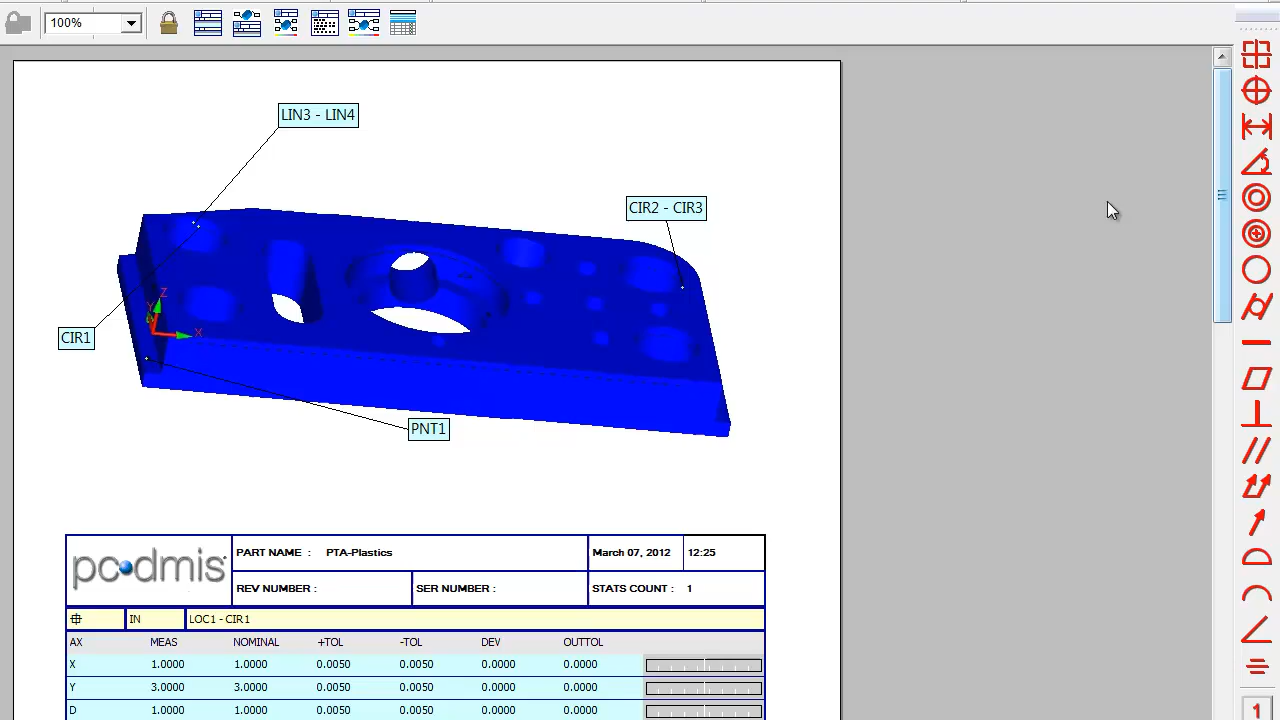 100%
LIN3 - LIN4
CIR2 - CIR3
Z
Y
X
CIR1
PNT1
pc•dmis
PART NAME : PTA-Plastics
March 07, 2012
12:25
REV NUMBER :
SER NUMBER :
STATS COUNT : 1
IN
LOC1 - CIR1
AX MEAS NOMINAL +TOL -TOL DEV OUTTOL
X 1.0000 1.0000 0.0050 0.0050 0.0000 0.0000
Y 3.0000 3.0000 0.0050 0.0050 0.0000 0.0000
D 1.0000 1.0000 0.0050 0.0050 0.0000 0.0000
1